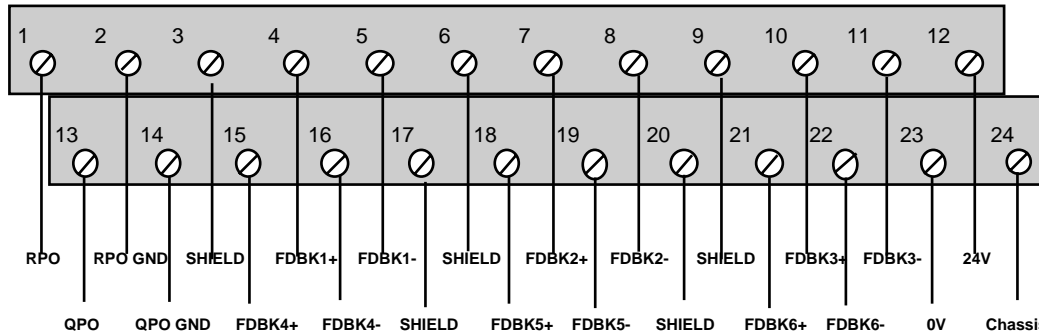 1 2 3 4 5 6 7 8 9 10 11 12
13 14 15 16 17 18 19 20 21 22 23 24
RPO RPO GND SHIELD FDBK1+ FDBK1- SHIELD FDBK2+ FDBK2- SHIELD FDBK3+ FDBK3- 24V
QPO QPO GND FDBK4+ FDBK4- SHIELD FDBK5+ FDBK5- SHIELD FDBK6+ FDBK6- 0V Chassis